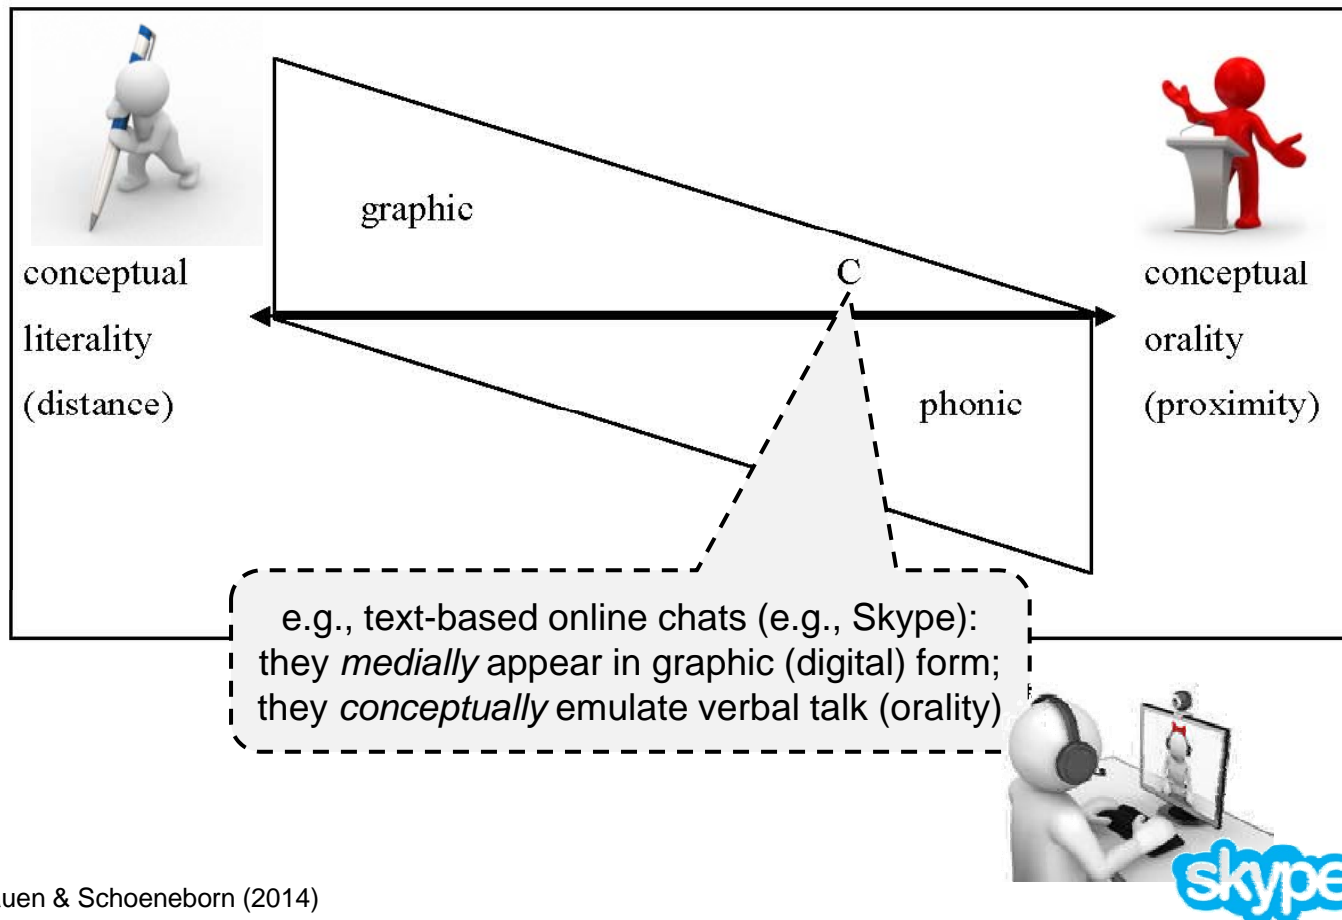 graphic
C
conceptual
literality
(distance)
conceptual
orality
(proximity)
phonic
e.g., text-based online chats (e.g., Skype):
they medially appear in graphic (digital) form;
they conceptually emulate verbal talk (orality)
skype
& Schoeneborn (2014)